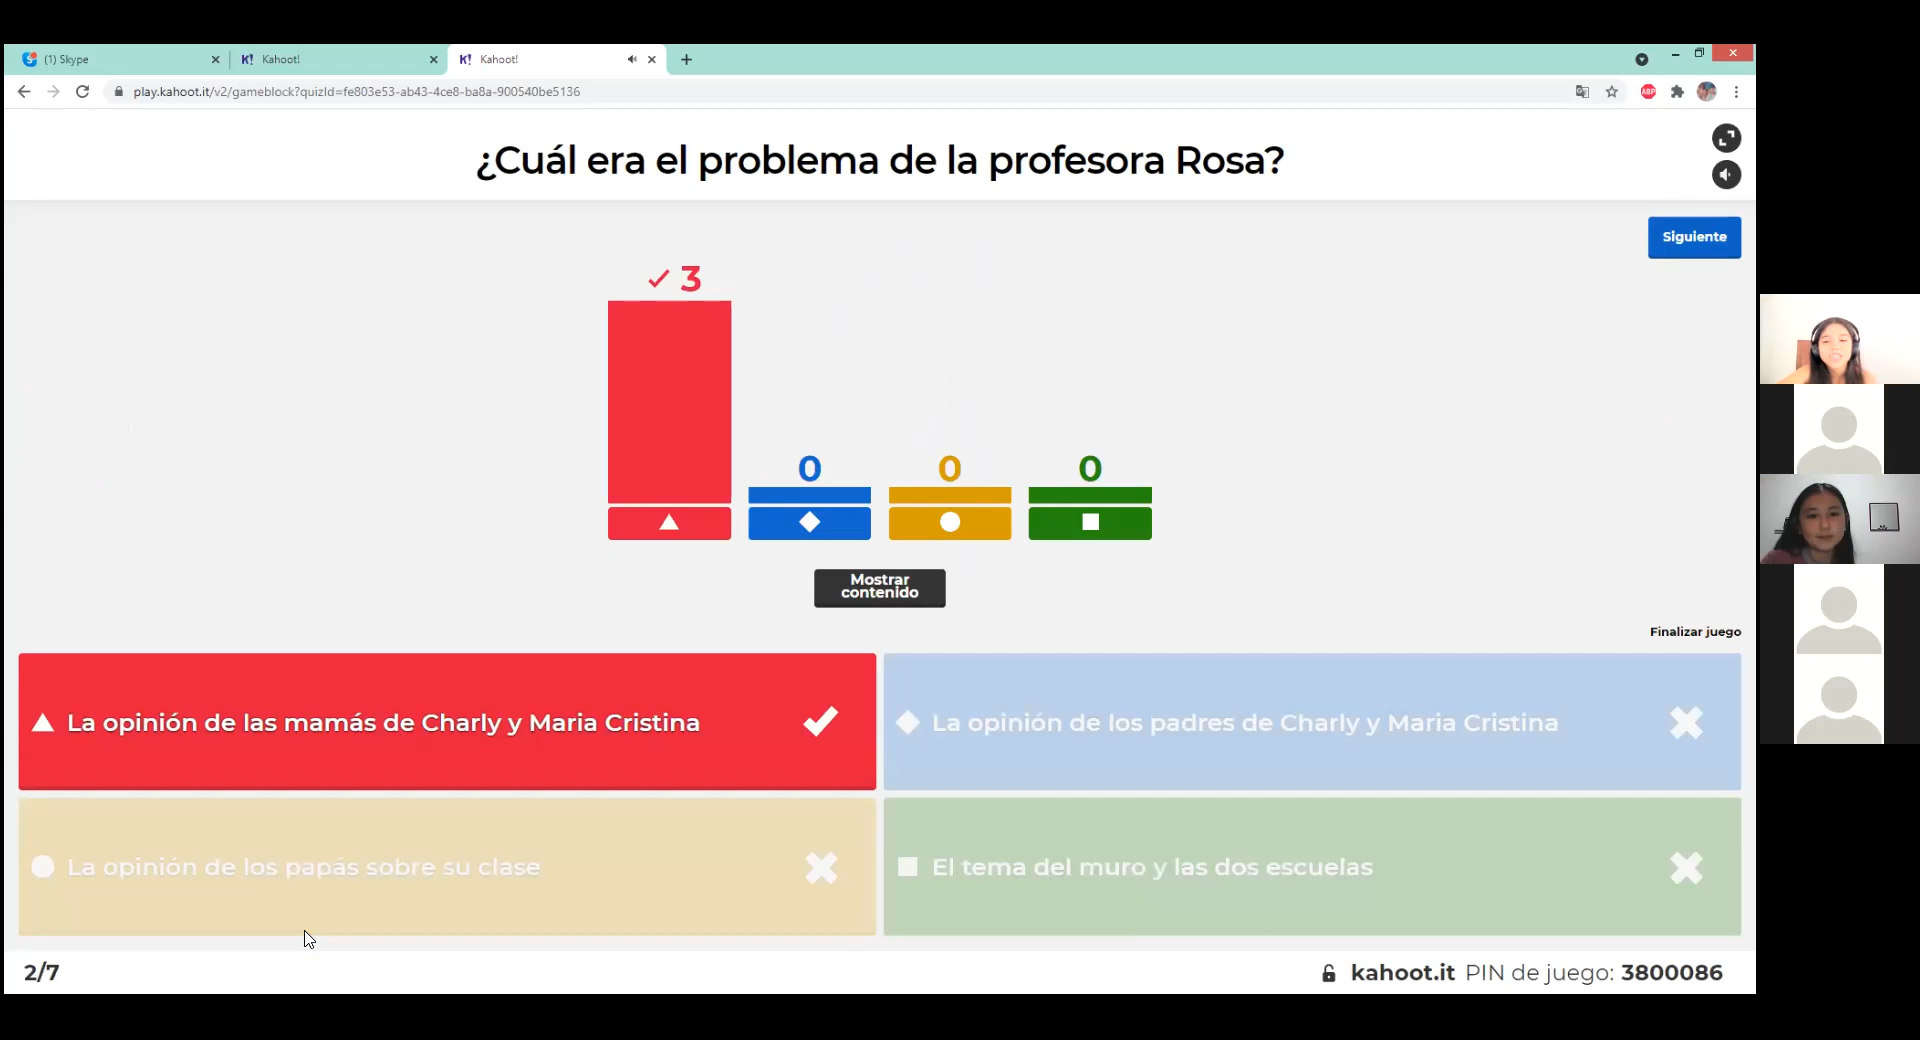 (1) Skype
K! Kahoot!
K! Kahoot!
play.kahoot.it/v2/gameblock?quizId=fe803e53-ab43-4ce8-ba8a-900540be5136
ABP
¿Cuál era el problema de la profesora Rosa?
Siguiente
3
0
0
0
Mostrar
contenido
Finalizar juego
La opinión de las mamás de Charly y Maria Cristina
La opinión de los padres de Charly y Maria Cristina
La opinión de los papás sobre su clase
El tema del muro y las dos escuelas
2/7
kahoot.it PIN de juego: 3800086